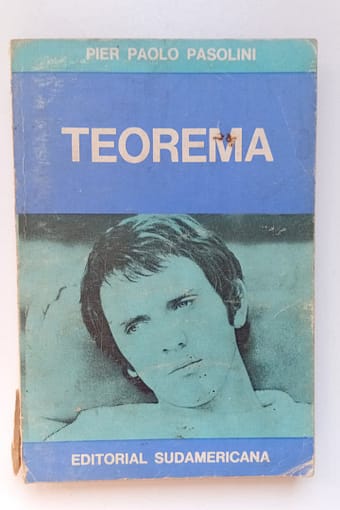 PIER PAOLO PASOLINI
TEOREMA
EDITORIAL SUDAMERICANA